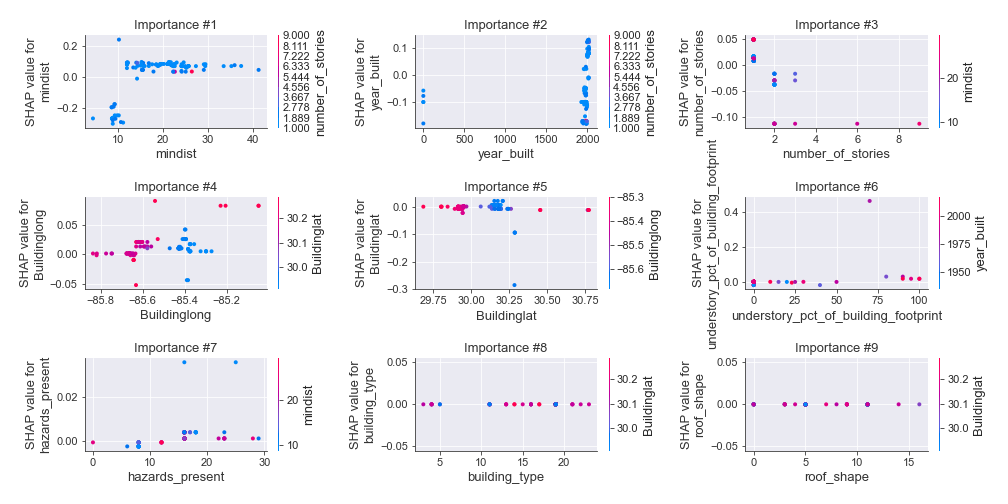 Importance #1
SHAP value for
mindist
0.2
0.0
−0.2
10
20
30
40
mindist
9.000
8.111
7.222
6.333
5.444
4.556
3.667
2.778
1.889
1.000
number_of_stories
Importance #2
SHAP value for
year_built
0.1
0.0
−0.1
0
500
1000
1500
2000
year_built
9.000
8.111
7.222
6.333
5.444
4.556
3.667
2.778
1.889
1.000
number_of_stories
Importance #3
SHAP value for
number_of_stories
0.05
0.00
−0.05
−0.10
2
4
6
8
number_of_stories
20
10
mindist
Importance #4
SHAP value for
Buildinglong
0.05
0.00
−0.05
−85.8
−85.6
−85.4
−85.2
Buildinglong
30.2
30.1
30.0
Buildinglat
Importance #5
SHAP value for
Buildinglat
0.0
−0.1
−0.2
−0.3
29.75
30.00
30.25
30.50
30.75
Buildinglat
−85.3
−85.4
−85.5
−85.6
Buildinglong
Importance #6
SHAP value for
understory_pct_of_building_footprint
0.4
0.2
0.0
0
25
50
75
100
understory_pct_of_building_footprint
2000
1975
1950
year_built
Importance #7
SHAP value for
hazards_present
0.02
0.00
0
10
20
30
hazards_present
20
10
mindist
Importance #8
SHAP value for
building_type
0.05
0.00
−0.05
5
10
15
20
building_type
30.2
30.1
30.0
Buildinglat
Importance #9
SHAP value for
roof_shape
0.05
0.00
−0.05
0
5
10
15
roof_shape
30.2
30.1
30.0
Buildinglat